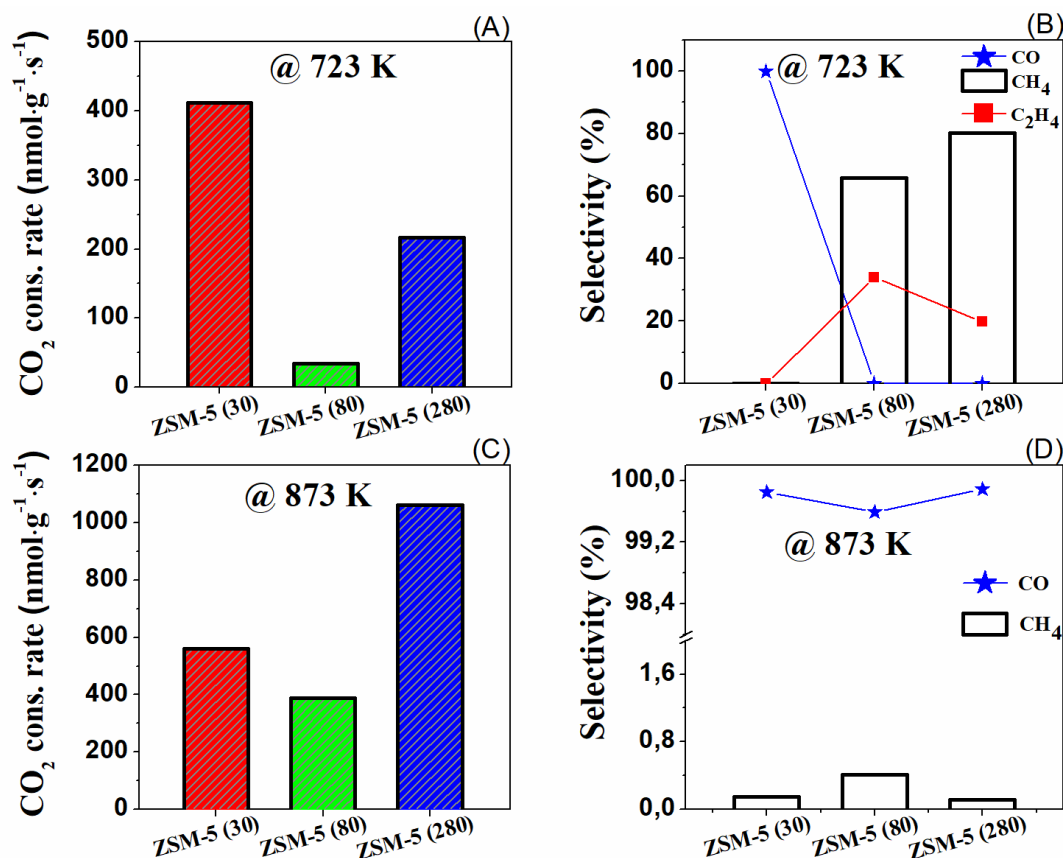 (A)
@ 723 K
CO₂ cons. rate (nmol·g⁻¹·s⁻¹)
500
400
300
200
100
0
ZSM-5 (30)
ZSM-5 (80)
ZSM-5 (280)
(B)
@ 723 K
CO
CH₄
C₂H₄
Selectivity (%)
100
80
60
40
20
0
ZSM-5 (30)
ZSM-5 (80)
ZSM-5 (280)
(C)
@ 873 K
CO₂ cons. rate (nmol·g⁻¹·s⁻¹)
1200
1000
800
600
400
200
0
ZSM-5 (30)
ZSM-5 (80)
ZSM-5 (280)
(D)
@ 873 K
CO
CH₄
Selectivity (%)
100,0
99,2
98,4
1,6
0,8
0,0
ZSM-5 (30)
ZSM-5 (80)
ZSM-5 (280)